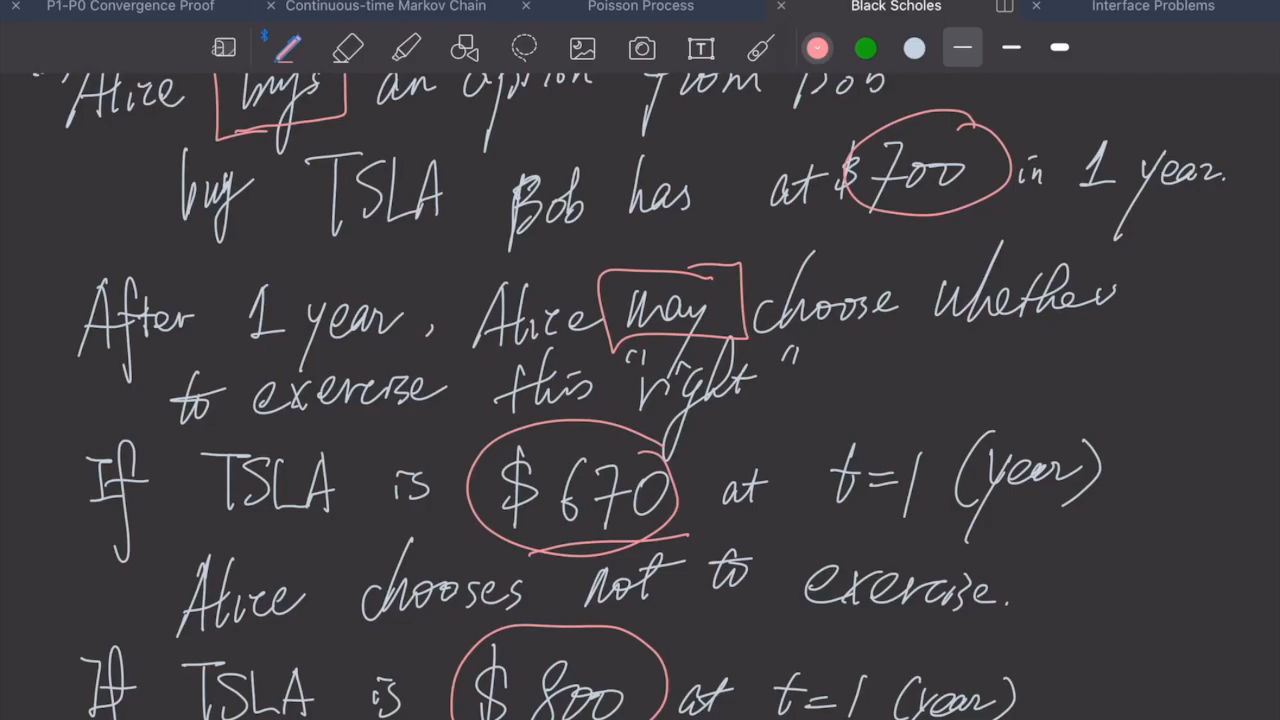 P1-P0 Convergence Proof Continuous-time Markov Chain Poisson Process Black Scholes Interface Problems
Alice buys an option from Bob
buy TSLA Bob has at $700 in 1 year.
After 1 year, Alice may choose whether
to exercise this "right"
If TSLA is $670 at t=1 (year)
Alice chooses not to exercise.
If TSLA is $800 at t=1 (year)